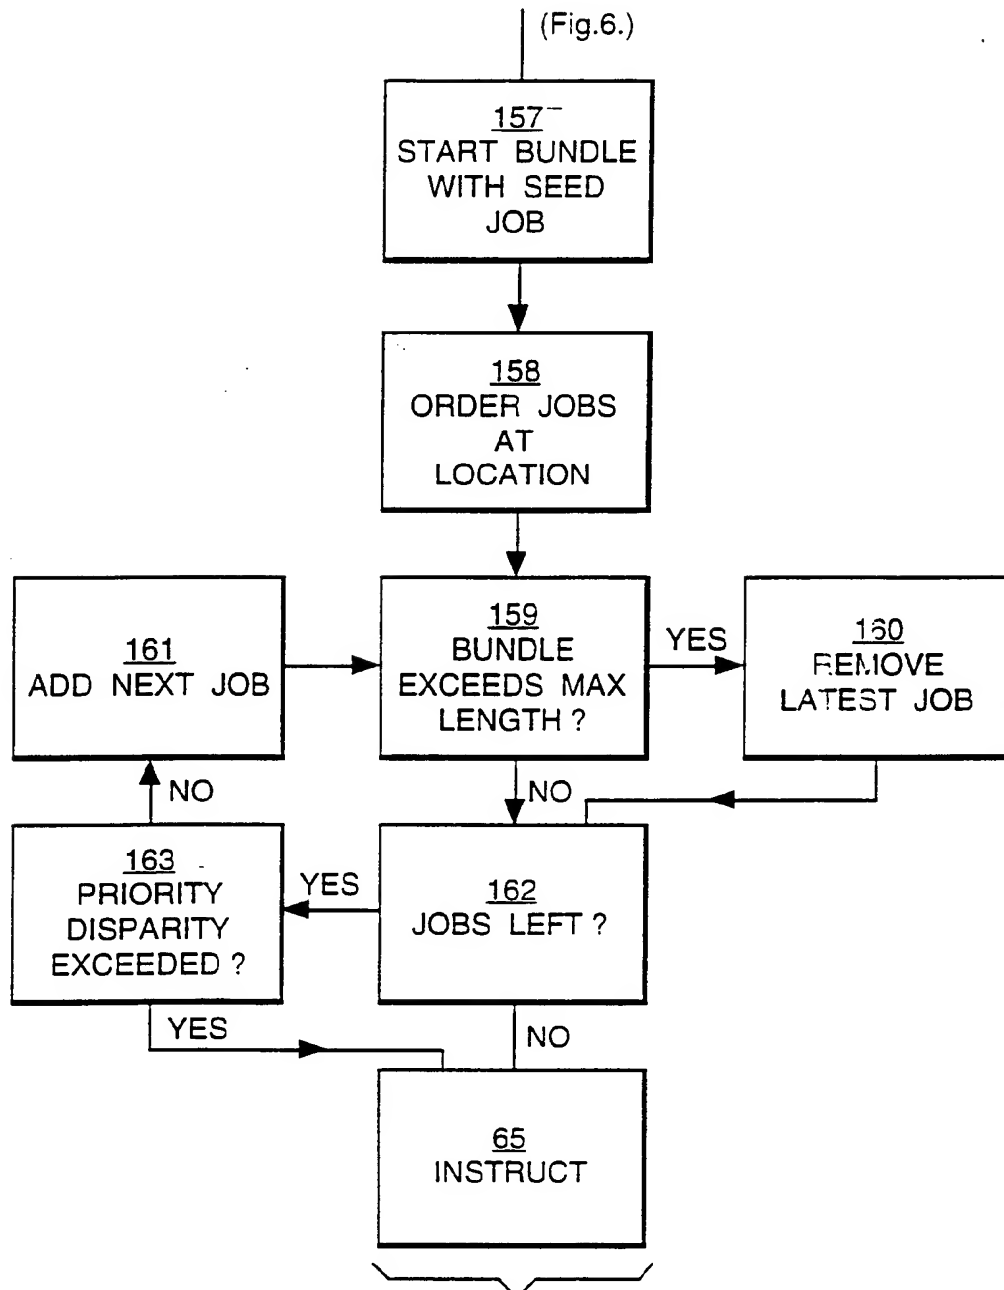 (Fig.6.)
157
START BUNDLE
WITH SEED
JOB
158
ORDER JOBS
AT
LOCATION
161
ADD NEXT JOB
159
BUNDLE
EXCEEDS MAX
LENGTH ?
YES
160
REMOVE
LATEST JOB
NO
NO
163
PRIORITY
DISPARITY
EXCEEDED ?
YES
162
JOBS LEFT ?
YES
NO
65
INSTRUCT